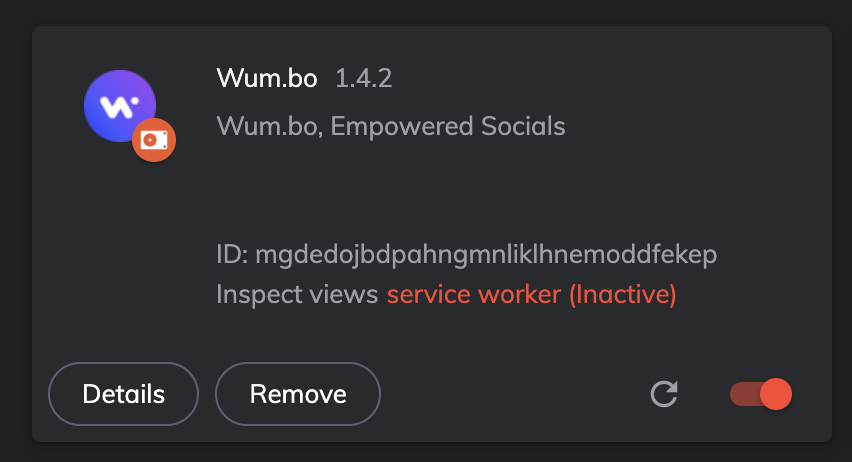 Wum.bo 1.4.2
Wum.bo, Empowered Socials
ID: mgdedojbdpahngmnliklhnemoddfekep
Inspect views service worker (Inactive)
Details Remove